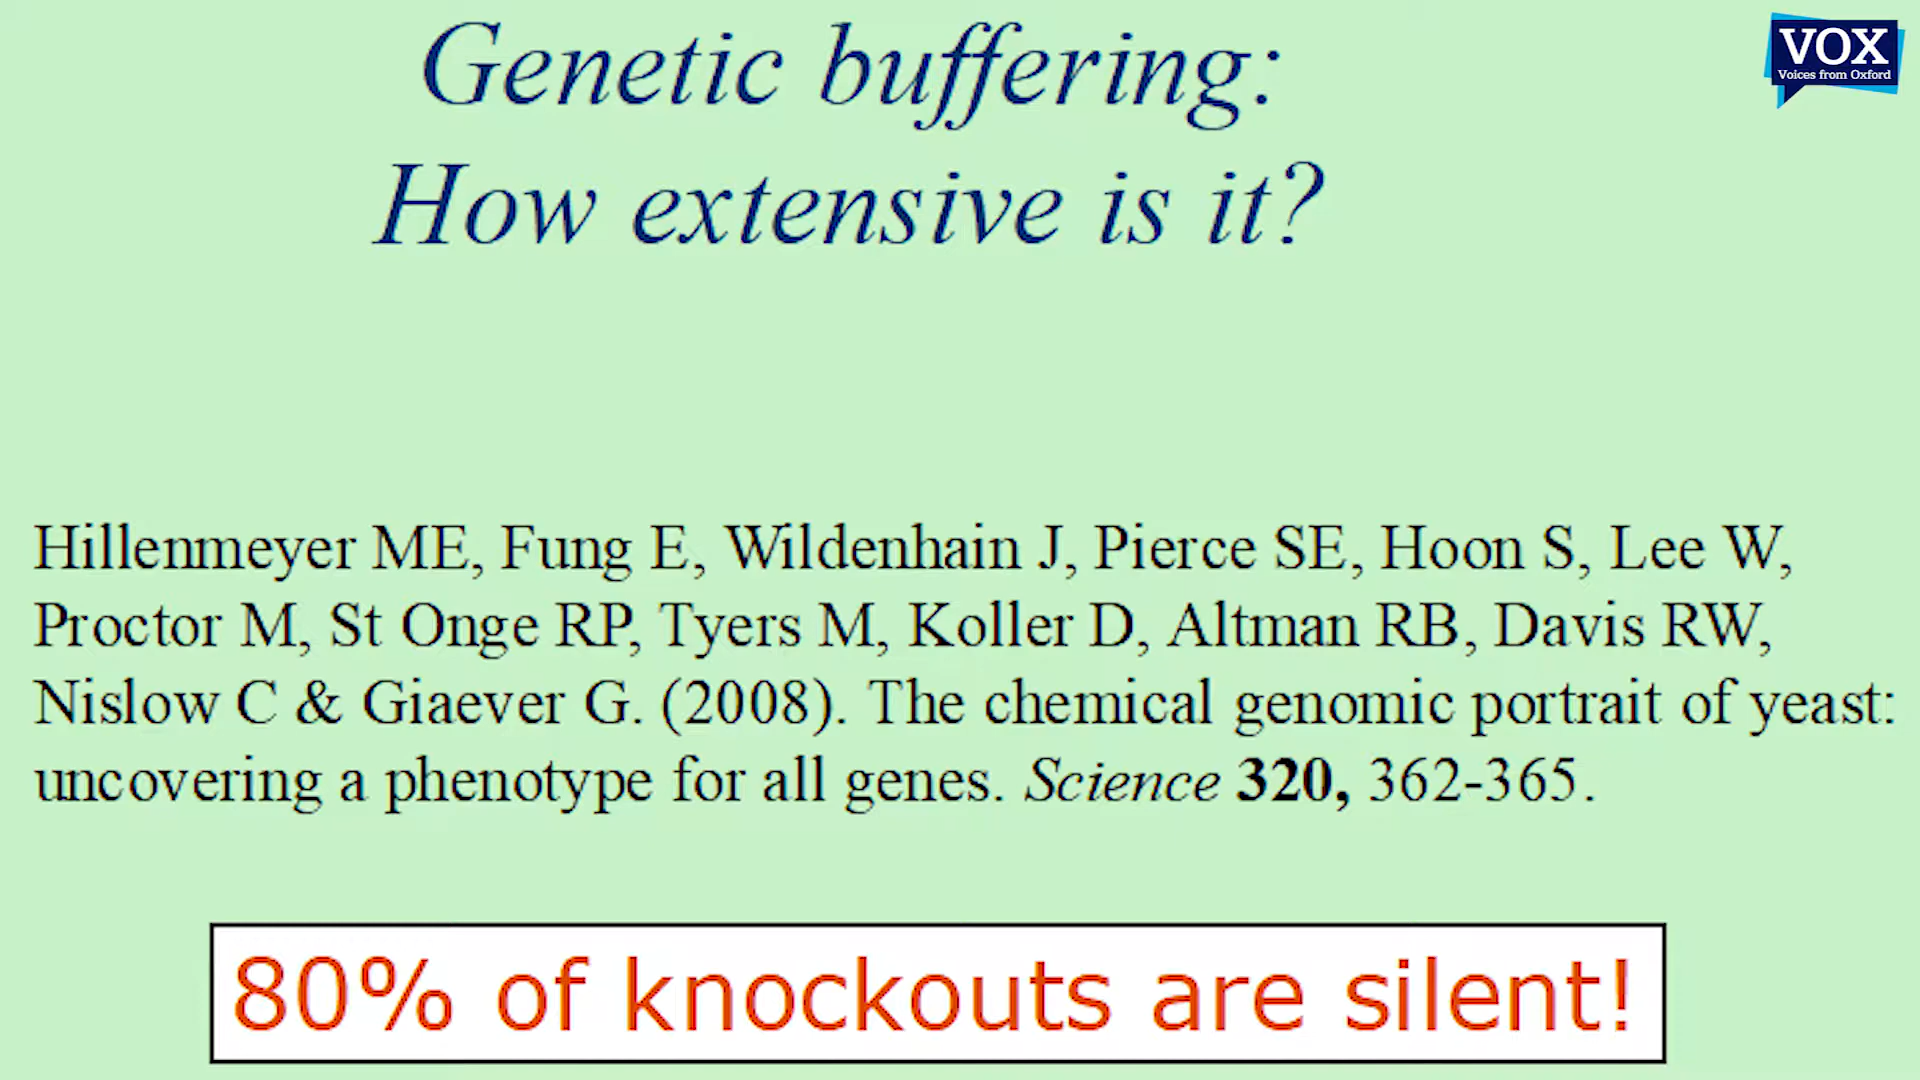 Genetic buffering:
How extensive is it?
VOX
Voices from Oxford
Hillenmeyer ME, Fung E, Wildenhain J, Pierce SE, Hoon S, Lee W,
Proctor M, St Onge RP, Tyers M, Koller D, Altman RB, Davis RW,
Nislow C & Giaever G. (2008). The chemical genomic portrait of yeast:
uncovering a phenotype for all genes. Science 320, 362-365.
80% of knockouts are silent!